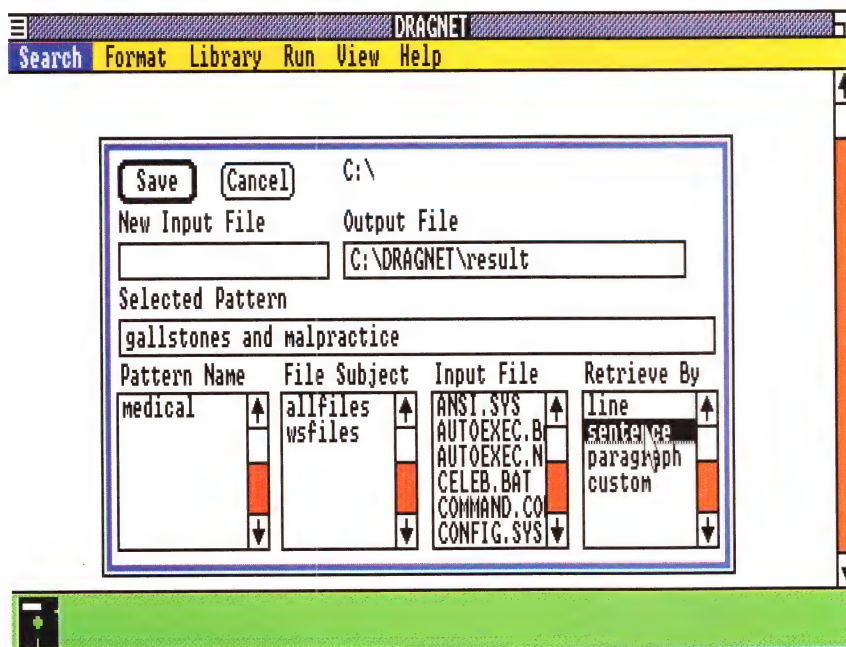 DRAGNET
Search Format Library Run View Help
Save Cancel C:\
New Input File Output File
C:\DRAGNET\result
Selected Pattern
gallstones and malpractice
Pattern Name File Subject Input File Retrieve By
medical allfiles ANSI.SYS line
wsfiles AUTOEXEC.B sentence
AUTOEXEC.N paragraph
CELEB.BAT custom
COMMAND.CO
CONFIG.SYS